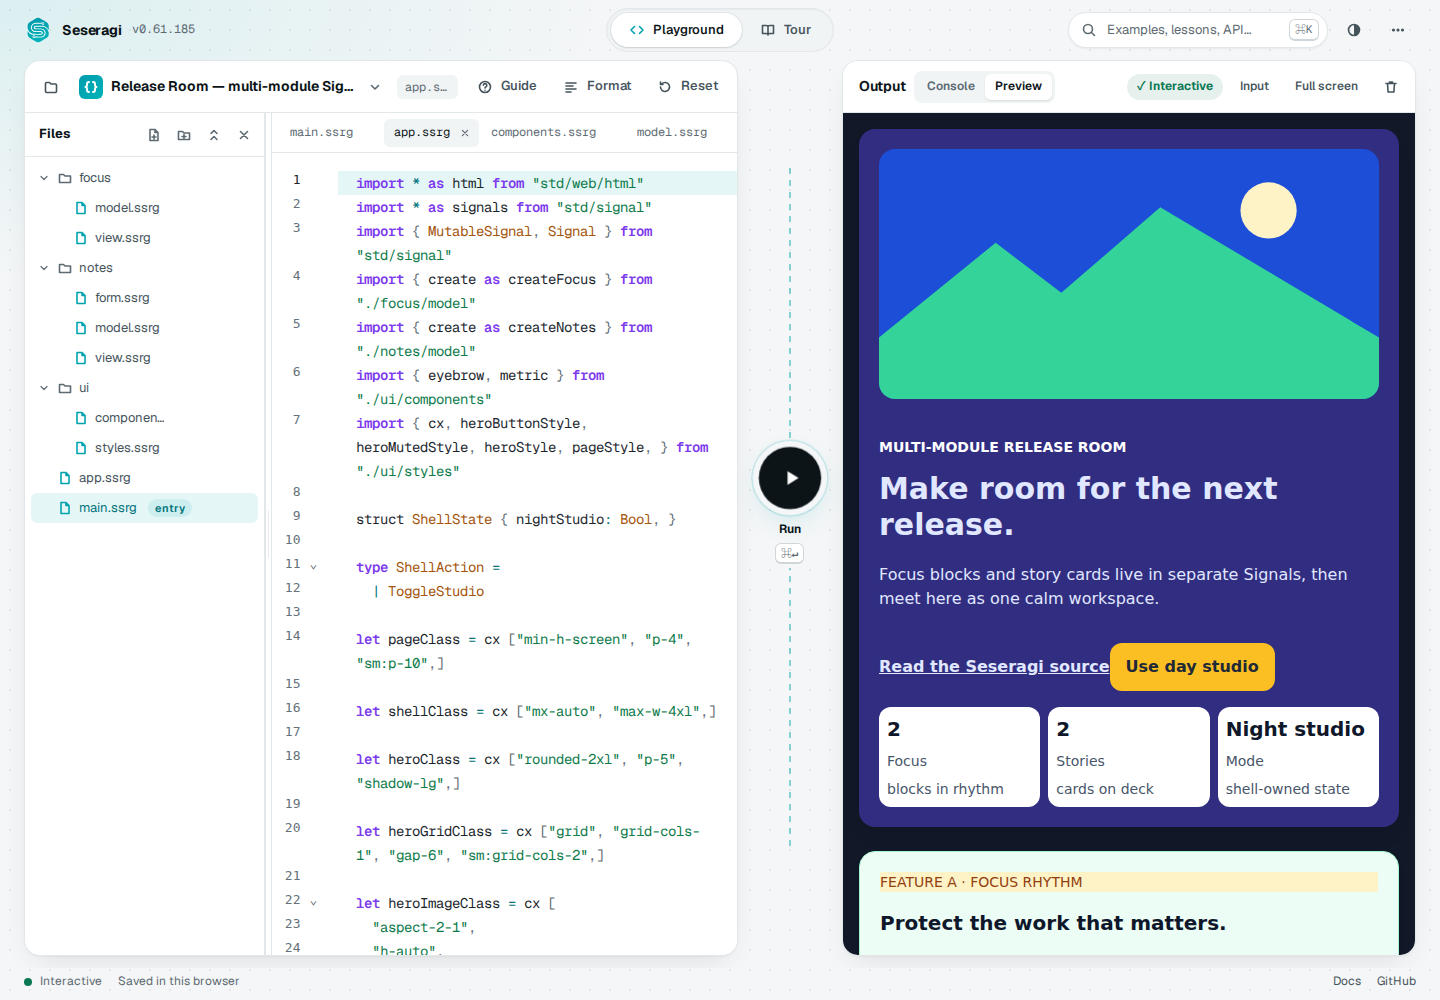 Seseragi v0.61.185
Playground
Tour
Examples, lessons, API...
⌘K
Release Room — multi-module Sig...
app.s...
Guide
Format
Reset
Files
focus
model.ssrg
view.ssrg
notes
form.ssrg
model.ssrg
view.ssrg
ui
componen...
styles.ssrg
app.ssrg
main.ssrg entry
main.ssrg
app.ssrg
components.ssrg
model.ssrg
1 import * as html from "std/web/html"
2 import * as signals from "std/signal"
3 import { MutableSignal, Signal } from
"std/signal"
4 import { create as createFocus } from
"./focus/model"
5 import { create as createNotes } from
"./notes/model"
6 import { eyebrow, metric } from
"./ui/components"
7 import { cx, heroButtonStyle,
heroMutedStyle, heroStyle, pageStyle, } from
"./ui/styles"
8
9 struct ShellState { nightStudio: Bool, }
10
11 type ShellAction =
12 | ToggleStudio
13
14 let pageClass = cx ["min-h-screen", "p-4",
"sm:p-10",]
15
16 let shellClass = cx ["mx-auto", "max-w-4xl",]
17
18 let heroClass = cx ["rounded-2xl", "p-5",
"shadow-lg",]
19
20 let heroGridClass = cx ["grid", "grid-cols-
1", "gap-6", "sm:grid-cols-2",]
21
22 let heroImageClass = cx [
23 "aspect-2-1",
24 "h-auto",
Run
⌘↵
Output
Console
Preview
✓ Interactive
Input
Full screen
MULTI-MODULE RELEASE ROOM
Make room for the next
release.
Focus blocks and story cards live in separate Signals, then
meet here as one calm workspace.
Read the Seseragi source
Use day studio
2
Focus
blocks in rhythm
2
Stories
cards on deck
Night studio
Mode
shell-owned state
FEATURE A · FOCUS RHYTHM
Protect the work that matters.
Interactive
Saved in this browser
Docs
GitHub